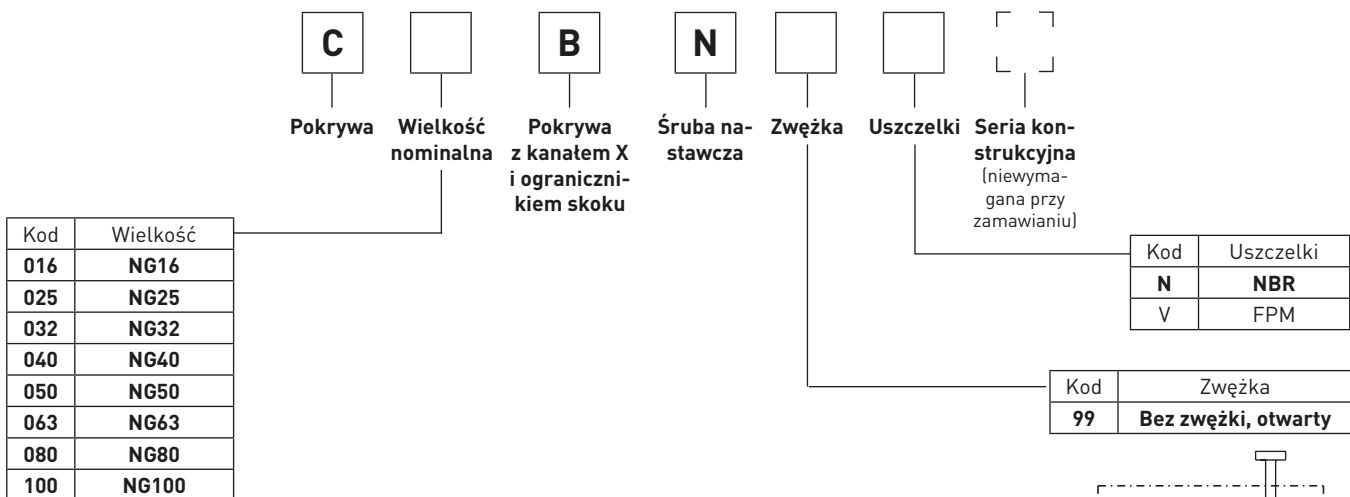 C B N
Pokrywa
Wielkość
nominalna
Pokrywa
z kanałem X
i ograniczni-
kiem skoku
Śruba na-
stawcza
Zwężka
Uszczelki
Seria kon-
strukcyjna
(niewyma-
gana przy
zamawianiu)
Kod Wielkość
016 NG16
025 NG25
032 NG32
040 NG40
050 NG50
063 NG63
080 NG80
100 NG100
Kod Uszczelki
N NBR
V FPM
Kod Zwężka
99 Bez zwężki, otwarty